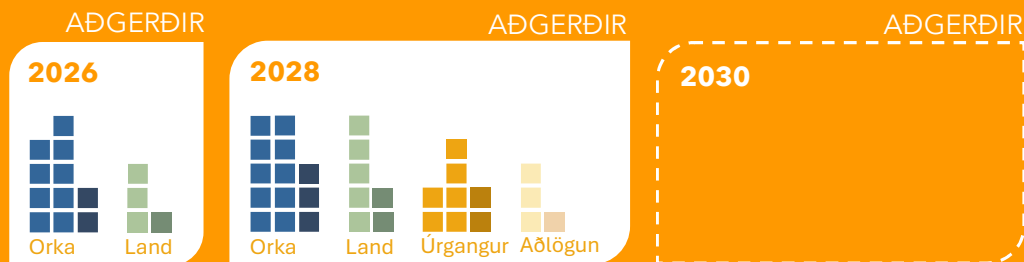 AÐGERÐIR
2026
Orka
Land
AÐGERÐIR
2028
Orka
Land
Úrgangur
Aðlögun
AÐGERÐIR
2030